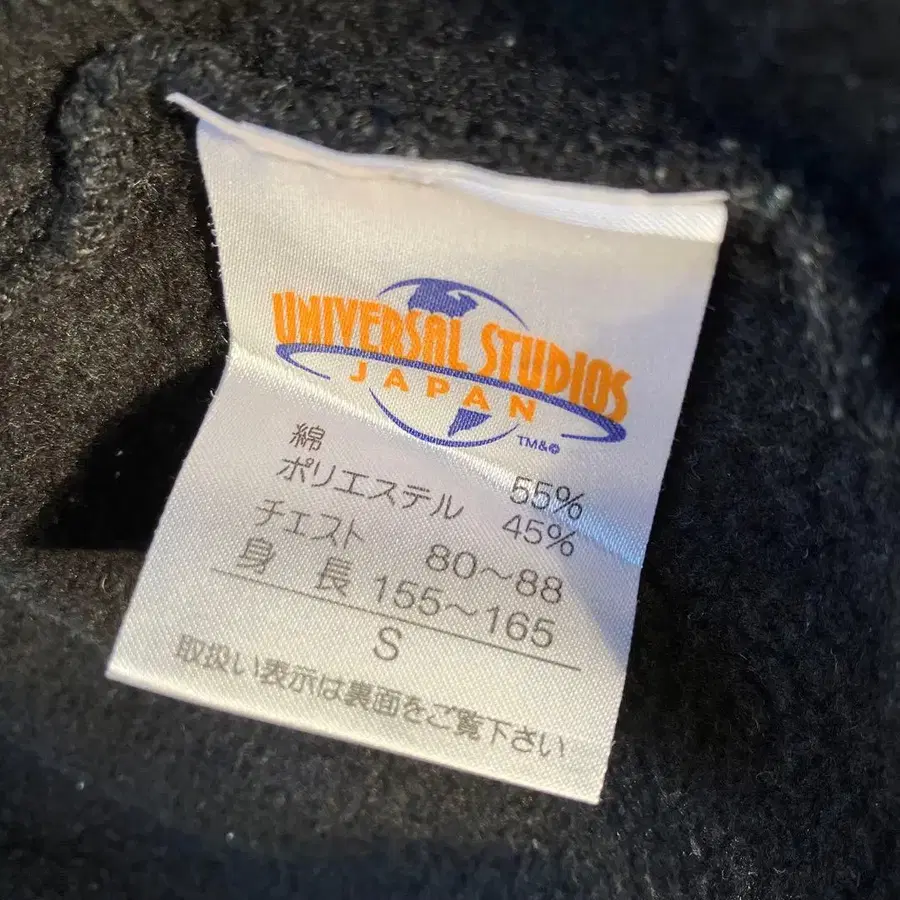 UNIVERSAL STUDIOS
JAPAN
TM&©
綿 55%
ポリエステル 45%
チェスト 80～88
身 長 155～165
S
取扱い表示は裏面をご覧下さい